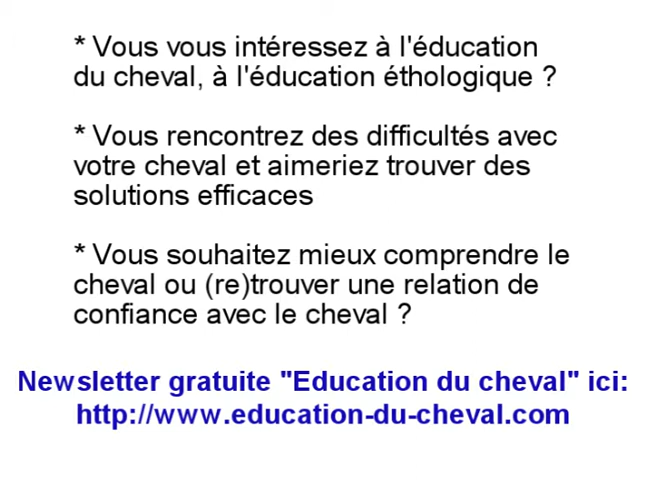 * Vous vous intéressez à l'éducation
du cheval, à l'éducation éthologique ?
* Vous rencontrez des difficultés avec
votre cheval et aimeriez trouver des
solutions efficaces
* Vous souhaitez mieux comprendre le
cheval ou (re)trouver une relation de
confiance avec le cheval ?
Newsletter gratuite "Education du cheval" ici:
http://www.education-du-cheval.com